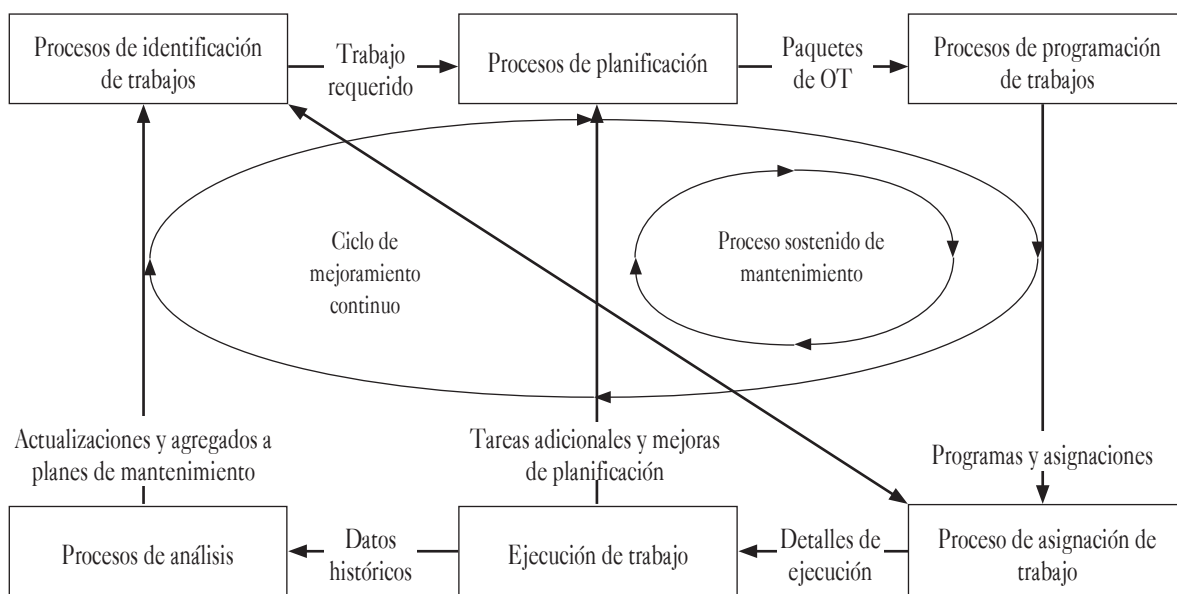 Procesos de identificación
de trabajos
Trabajo
requerido
Procesos de planificación
Paquetes
de OT
Procesos de programación
de trabajos
Ciclo de
mejoramiento
continuo
Proceso sostenido de
mantenimiento
Actualizaciones y agregados a
planes de mantenimiento
Tareas adicionales y mejoras
de planificación
Programas y asignaciones
Procesos de análisis
Datos
históricos
Ejecución de trabajo
Detalles de
ejecución
Proceso de asignación de
trabajo